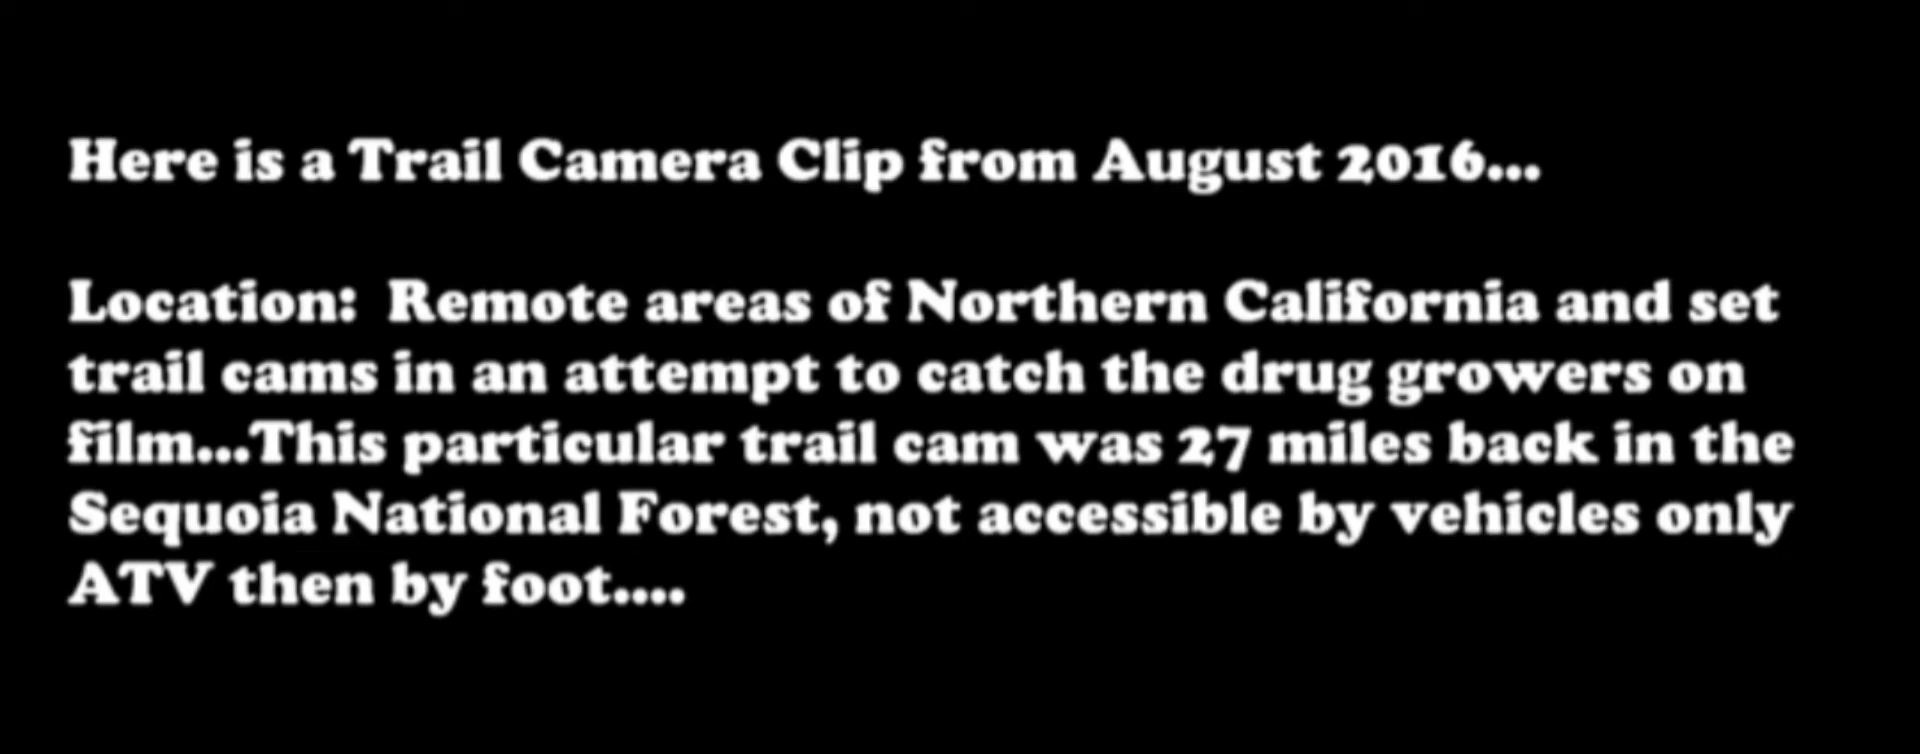 Here is a Trail Camera Clip from August 2016...
Location:  Remote areas of Northern California and set
trail cams in an attempt to catch the drug growers on
film...This particular trail cam was 27 miles back in the
Sequoia National Forest, not accessible by vehicles only
ATV then by foot....